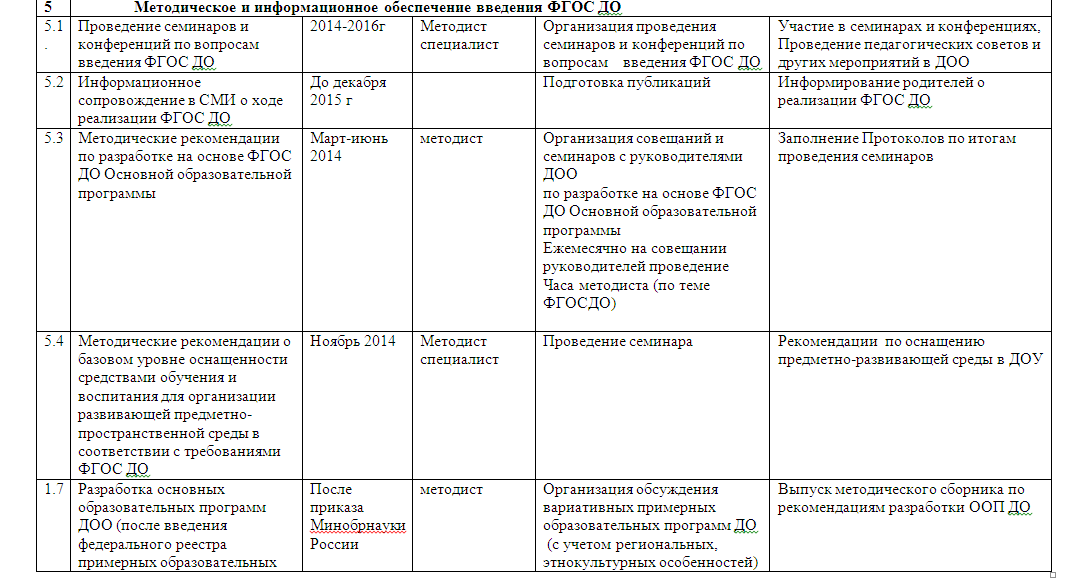 5 Методическое и информационное обеспечение введения ФГОС ДО
5.1
.
Проведение семинаров и
конференций по вопросам
введения ФГОС ДО
2014-2016г
Методист
специалист
Организация проведения
семинаров и конференций по
вопросам введения ФГОС ДО
Участие в семинарах и конференциях,
Проведение педагогических советов и
других мероприятий в ДОО
5.2
Информационное
сопровождение в СМИ о ходе
реализации ФГОС ДО
До декабря
2015 г
Подготовка публикаций
Информирование родителей о
реализации ФГОС ДО
5.3
Методические рекомендации
по разработке на основе ФГОС
ДО Основной образовательной
программы
Март-июнь
2014
методист
Организация совещаний и
семинаров с руководителями
ДОО
по разработке на основе ФГОС
ДО Основной образовательной
программы
Ежемесячно на совещании
руководителей проведение
Часа методиста (по теме
ФГОСДО)
Заполнение Протоколов по итогам
проведения семинаров
5.4
Методические рекомендации о
базовом уровне оснащенности
средствами обучения и
воспитания для организации
развивающей предметно-
пространственной среды в
соответствии с требованиями
ФГОС ДО
Ноябрь 2014
Методист
специалист
Проведение семинара
Рекомендации по оснащению
предметно-развивающей среды в ДОУ
1.7
Разработка основных
образовательных программ
ДОО (после введения
федерального реестра
примерных образовательных
После
приказа
Минобрнауки
России
методист
Организация обсуждения
вариативных примерных
образовательных программ ДО
(с учетом региональных,
этнокультурных особенностей)
Выпуск методического сборника по
рекомендациям разработки ООП ДО